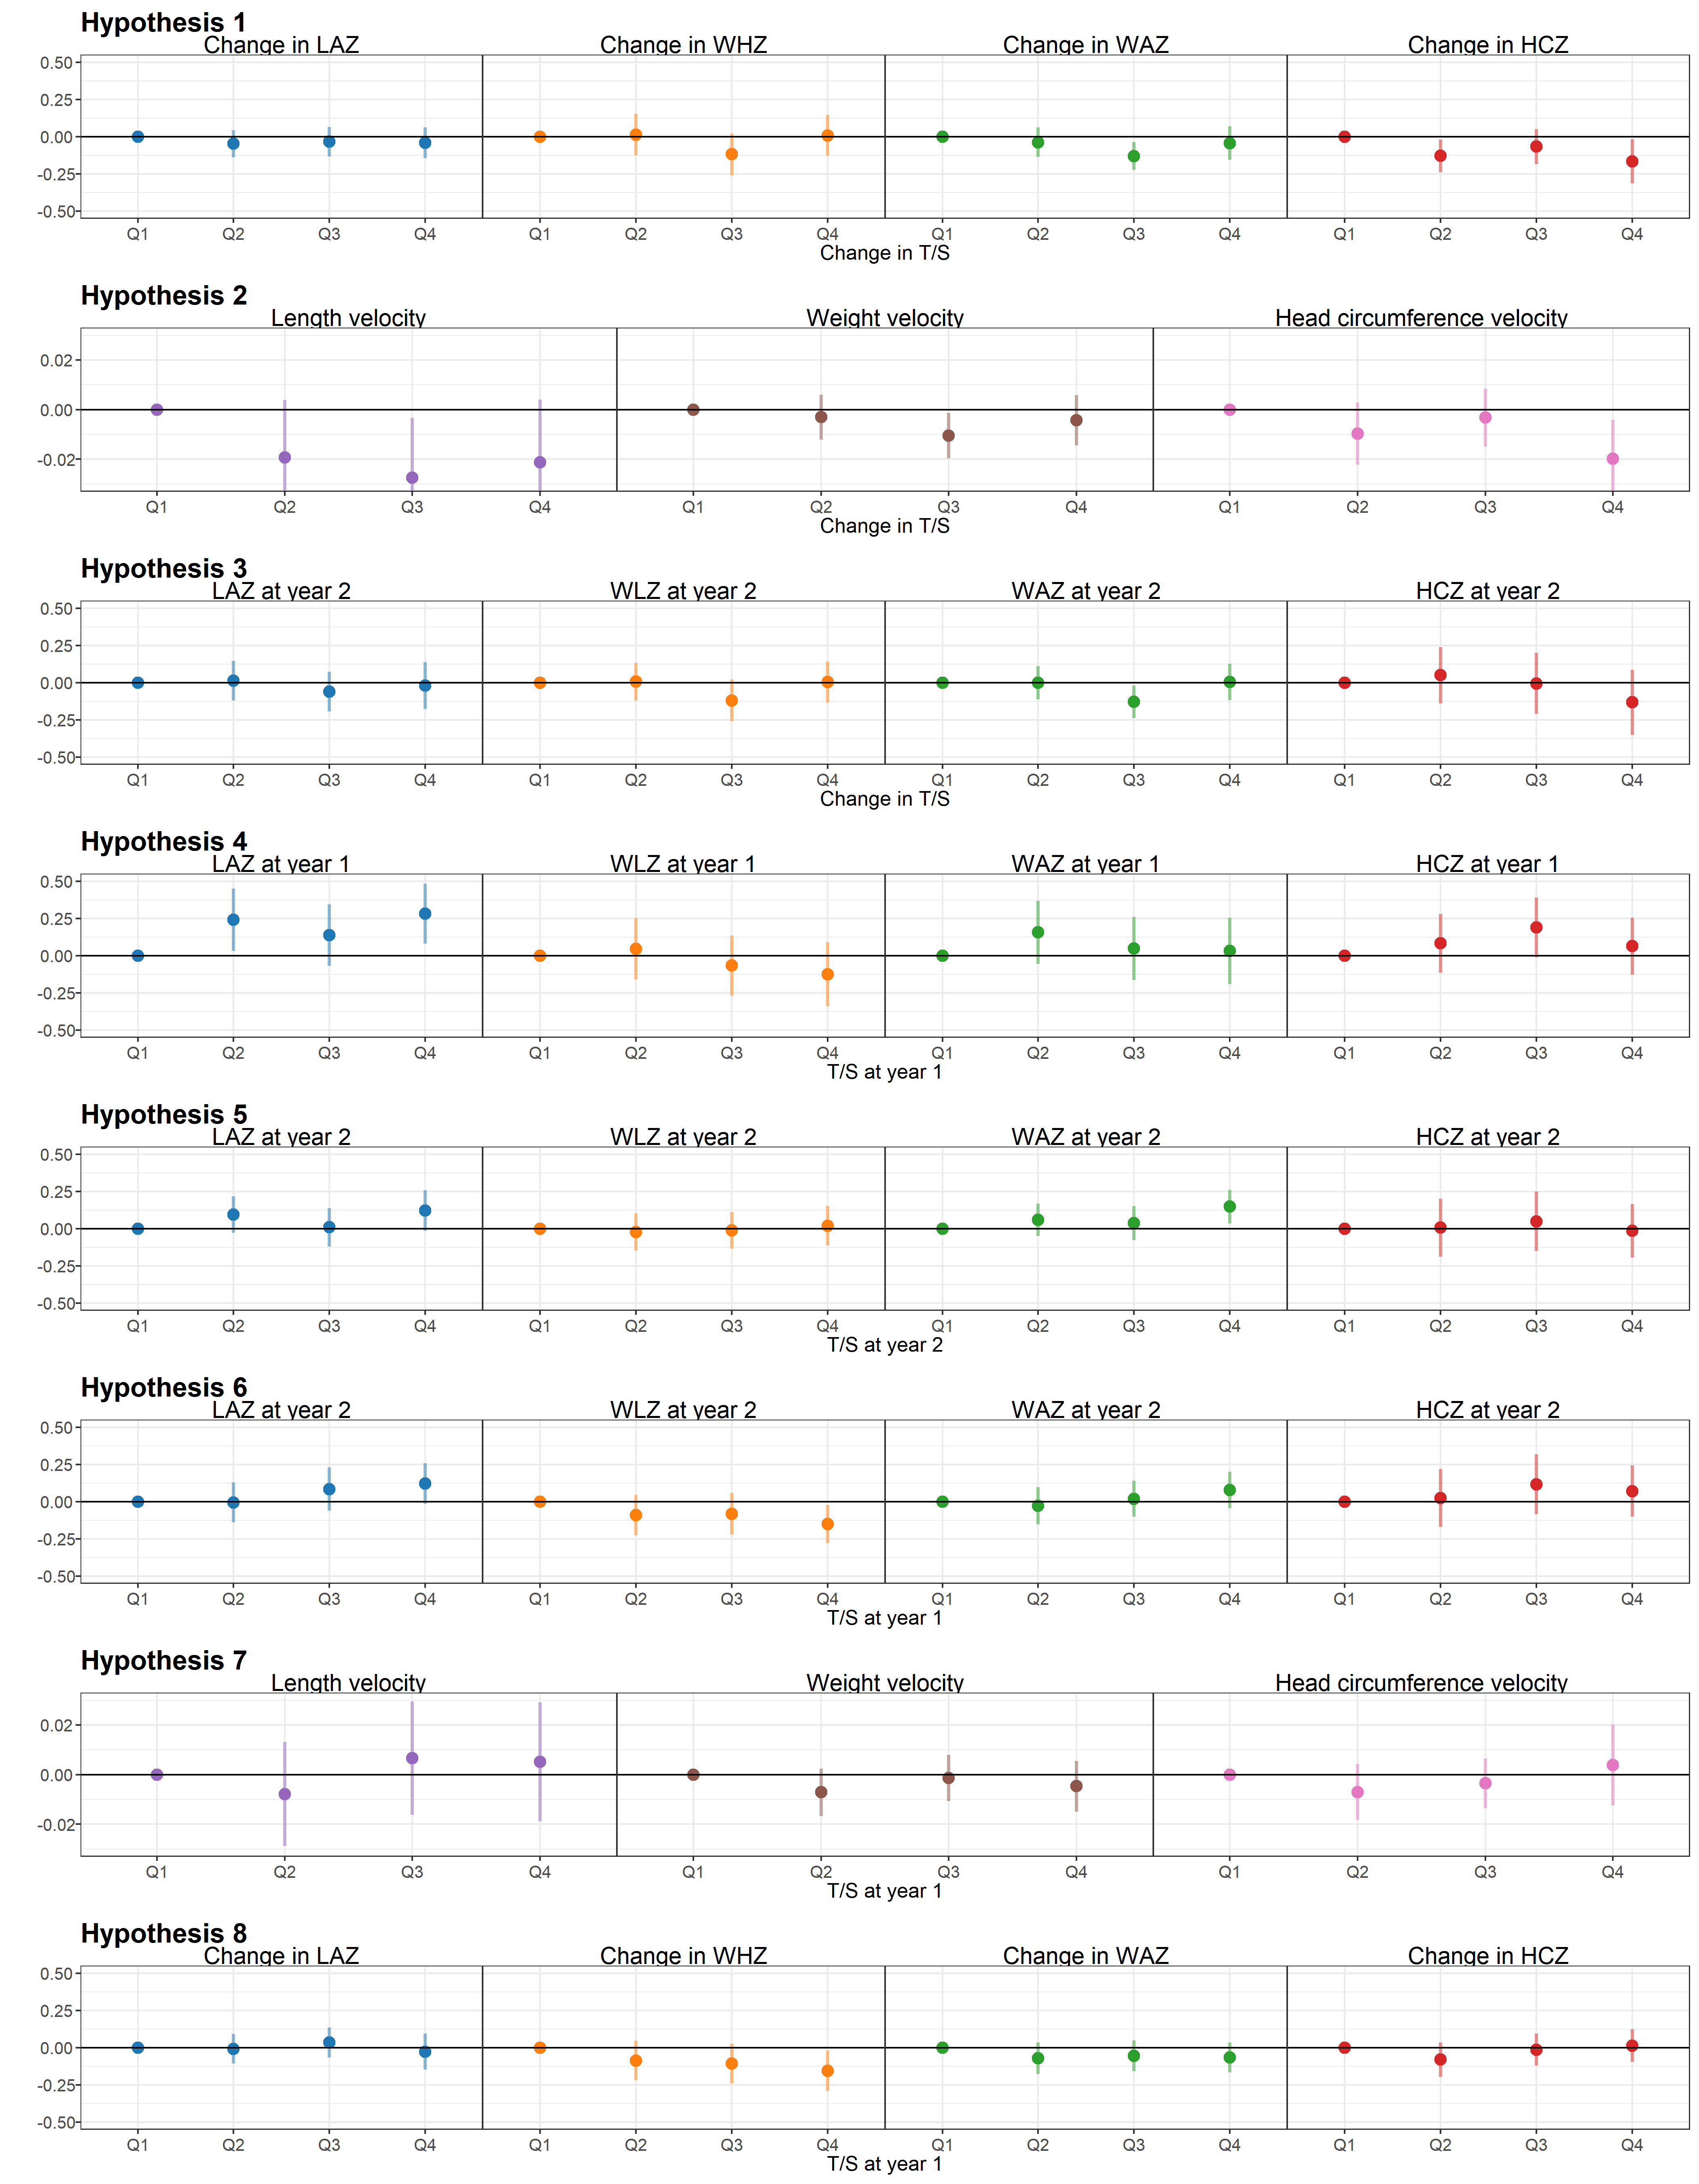 Hypothesis 1
Change in LAZ Change in WHZ Change in WAZ Change in HCZ
0.50
0.25
0.00
-0.25
-0.50
Q1 Q2 Q3 Q4 Q1 Q2 Q3 Q4 Q1 Q2 Q3 Q4 Q1 Q2 Q3 Q4
Change in T/S
Hypothesis 2
Length velocity Weight velocity Head circumference velocity
0.02
0.00
-0.02
Q1 Q2 Q3 Q4 Q1 Q2 Q3 Q4 Q1 Q2 Q3 Q4
Change in T/S
Hypothesis 3
LAZ at year 2 WLZ at year 2 WAZ at year 2 HCZ at year 2
0.50
0.25
0.00
-0.25
-0.50
Q1 Q2 Q3 Q4 Q1 Q2 Q3 Q4 Q1 Q2 Q3 Q4 Q1 Q2 Q3 Q4
Change in T/S
Hypothesis 4
LAZ at year 1 WLZ at year 1 WAZ at year 1 HCZ at year 1
0.50
0.25
0.00
-0.25
-0.50
Q1 Q2 Q3 Q4 Q1 Q2 Q3 Q4 Q1 Q2 Q3 Q4 Q1 Q2 Q3 Q4
T/S at year 1
Hypothesis 5
LAZ at year 2 WLZ at year 2 WAZ at year 2 HCZ at year 2
0.50
0.25
0.00
-0.25
-0.50
Q1 Q2 Q3 Q4 Q1 Q2 Q3 Q4 Q1 Q2 Q3 Q4 Q1 Q2 Q3 Q4
T/S at year 2
Hypothesis 6
LAZ at year 2 WLZ at year 2 WAZ at year 2 HCZ at year 2
0.50
0.25
0.00
-0.25
-0.50
Q1 Q2 Q3 Q4 Q1 Q2 Q3 Q4 Q1 Q2 Q3 Q4 Q1 Q2 Q3 Q4
T/S at year 1
Hypothesis 7
Length velocity Weight velocity Head circumference velocity
0.02
0.00
-0.02
Q1 Q2 Q3 Q4 Q1 Q2 Q3 Q4 Q1 Q2 Q3 Q4
T/S at year 1
Hypothesis 8
Change in LAZ Change in WHZ Change in WAZ Change in HCZ
0.50
0.25
0.00
-0.25
-0.50
Q1 Q2 Q3 Q4 Q1 Q2 Q3 Q4 Q1 Q2 Q3 Q4 Q1 Q2 Q3 Q4
T/S at year 1